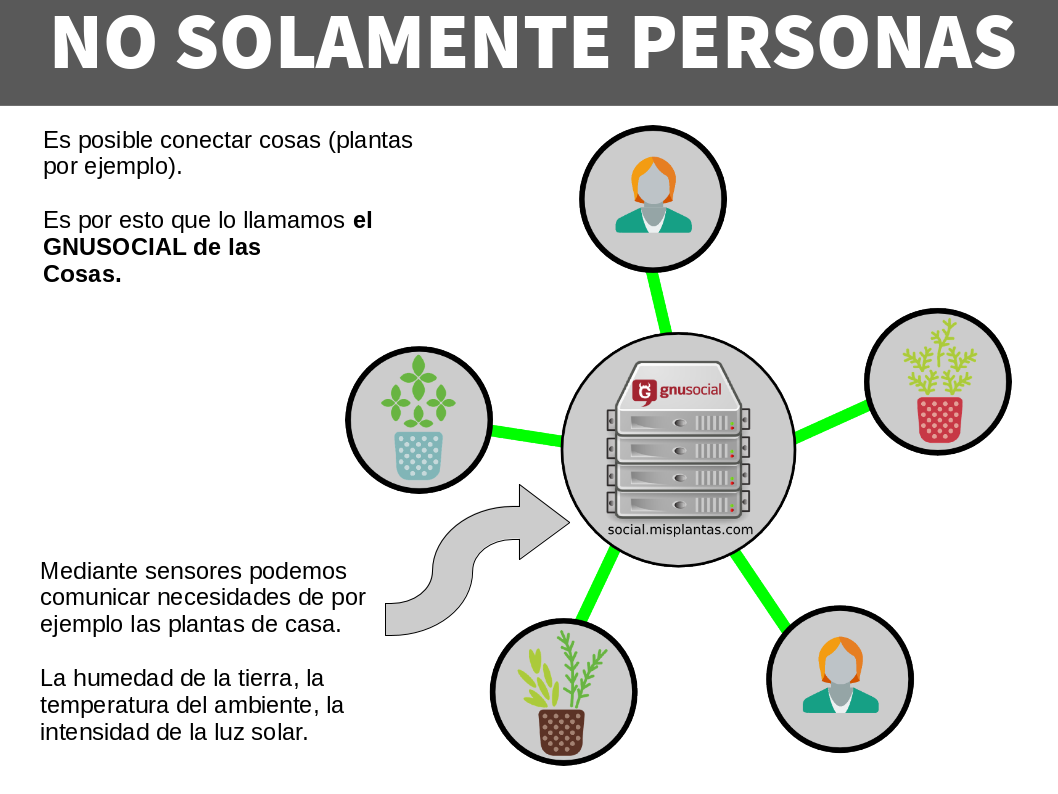 NO SOLAMENTE PERSONAS
Es posible conectar cosas (plantas
por ejemplo).
Es por esto que lo llamamos el
GNUSOCIAL de las
Cosas.
gnusocial
social.misplantas.com
Mediante sensores podemos
comunicar necesidades de por
ejemplo las plantas de casa.
La humedad de la tierra, la
temperatura del ambiente, la
intensidad de la luz solar.